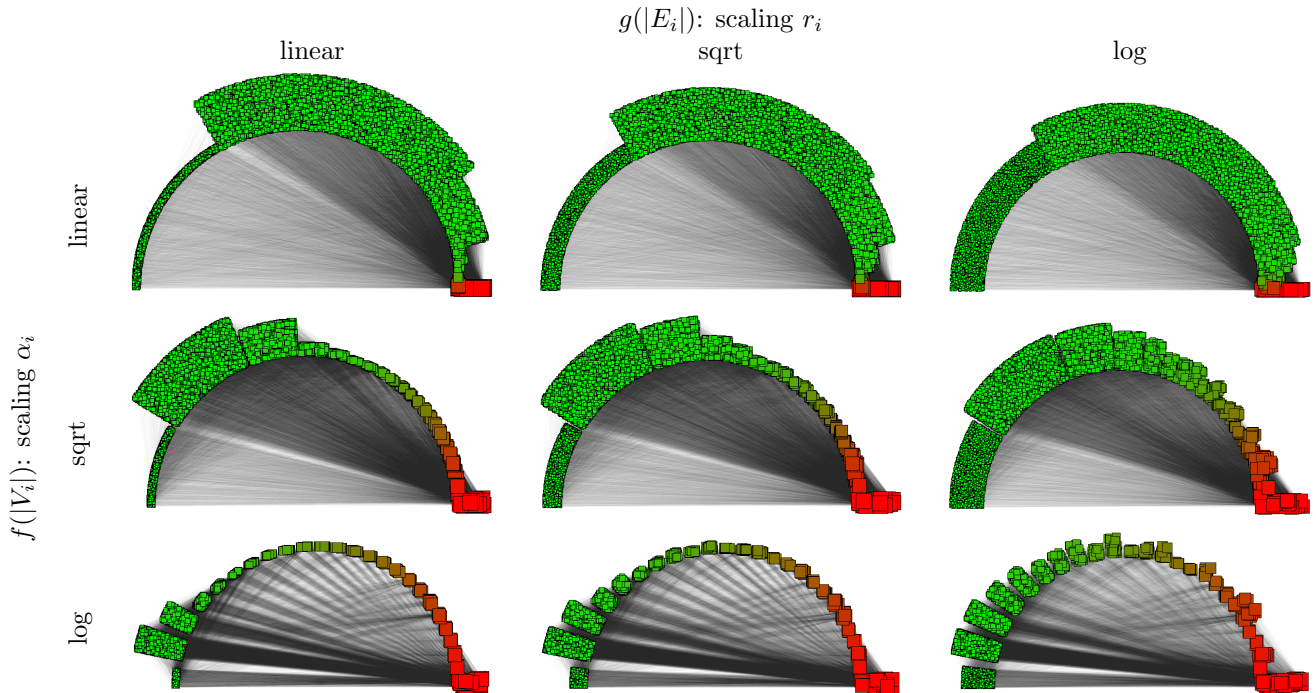 g(|E_i|): scaling r_i
linear
sqrt
log
f(|V_i|): scaling α_i
linear
sqrt
log